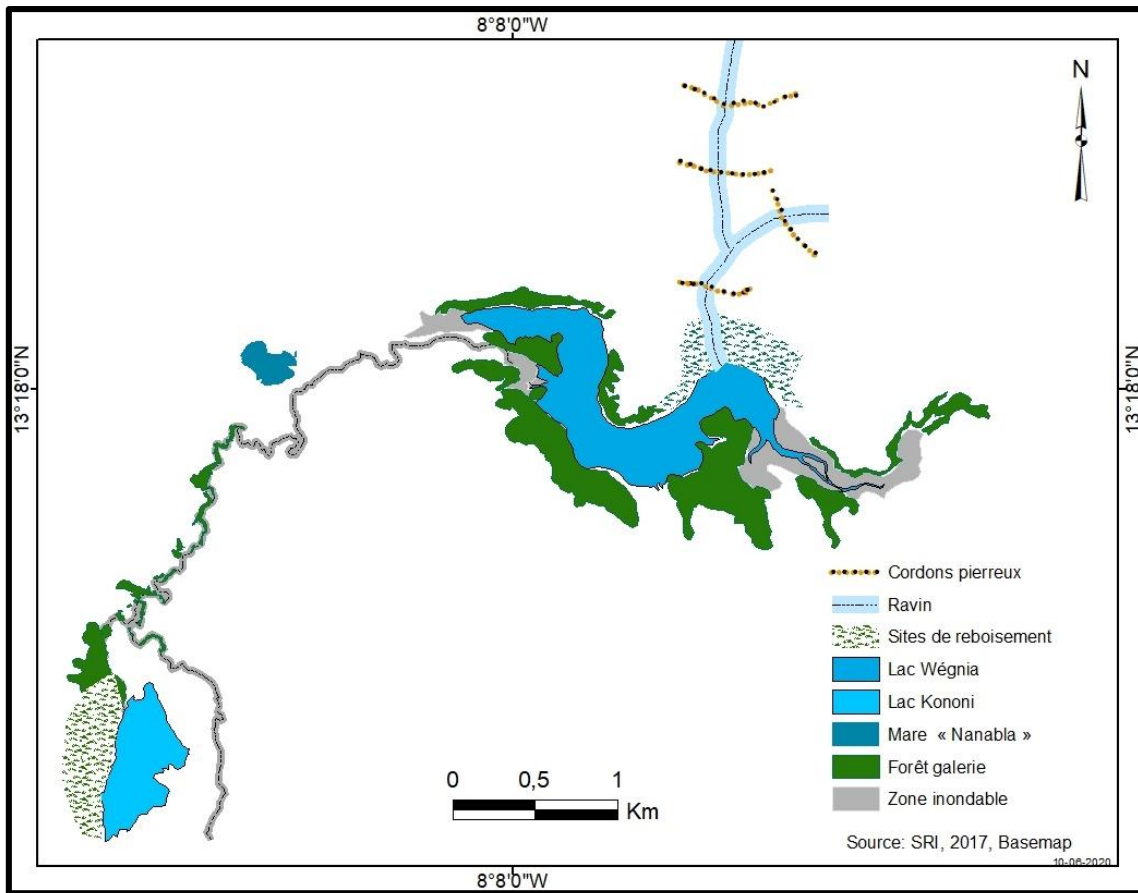 8°8'0"W
N
13°18'0"N
13°18'0"N
Cordons pierreux
Ravin
Sites de reboisement
Lac Wégnia
Lac Kononi
Mare « Nanabla »
Forêt galerie
Zone inondable
0 0,5 1
Km
Source: SRI, 2017, Basemap
10-06-2020
8°8'0"W